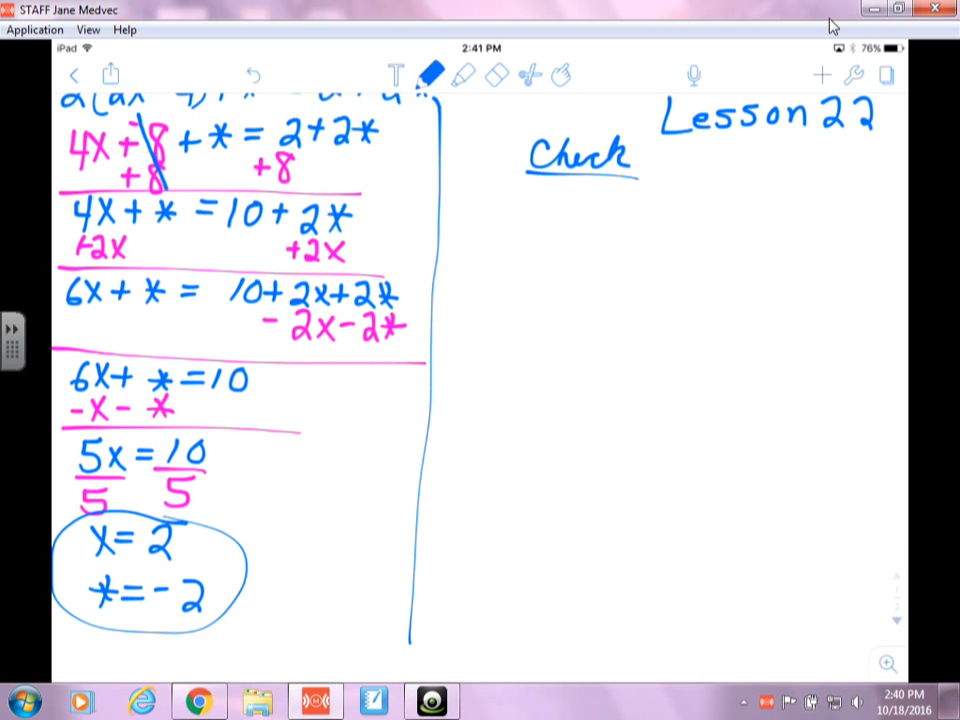 STAFF Jane Medvec
Application View Help
iPad 2:41 PM 76%
T
Lesson 22
4x + -8 + * = 2 + 2*
+8 +8
4x + * = 10 + 2*
+2x +2x
6x + * = 10 + 2x + 2*
- 2x - 2*
6x + * = 10
-x - *
5x = 10
5 5
x = 2
* = -2
Check
2:40 PM
10/18/2016